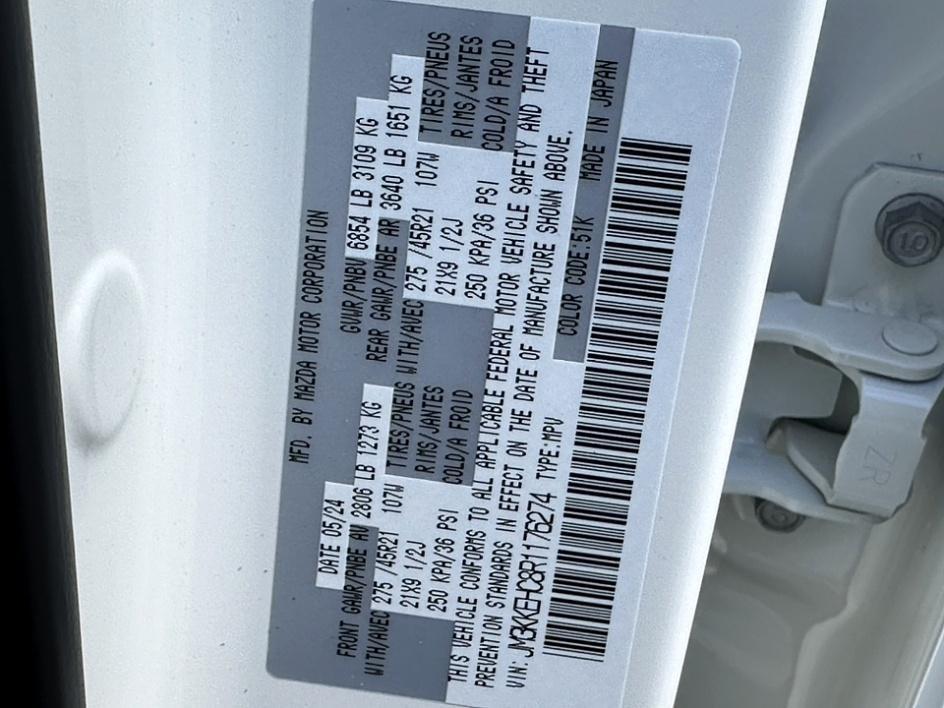 MFD. BY MAZDA MOTOR CORPORATION
DATE 05/24 GVWR/PNBV 6854 LB 3109 KG
FRONT GAWR/PNBE AV 2806 LB 1273 KG REAR GAWR/PNBE AR 3640 LB 1651 KG
WITH/AVEC 275 /45R21 107W TIRES/PNEUS WITH/AVEC 275 /45R21 107W TIRES/PNEUS
21X9 1/2J RIMS/JANTES 21X9 1/2J RIMS/JANTES
250 KPA/36 PSI COLD/A FROID 250 KPA/36 PSI COLD/A FROID
THIS VEHICLE CONFORMS TO ALL APPLICABLE FEDERAL MOTOR VEHICLE SAFETY AND THEFT
PREVENTION STANDARDS IN EFFECT ON THE DATE OF MANUFACTURE SHOWN ABOVE.
VIN: JM3KKEHC8R1176274 TYPE:MPV COLOR CODE:51K MADE IN JAPAN
10
ZR